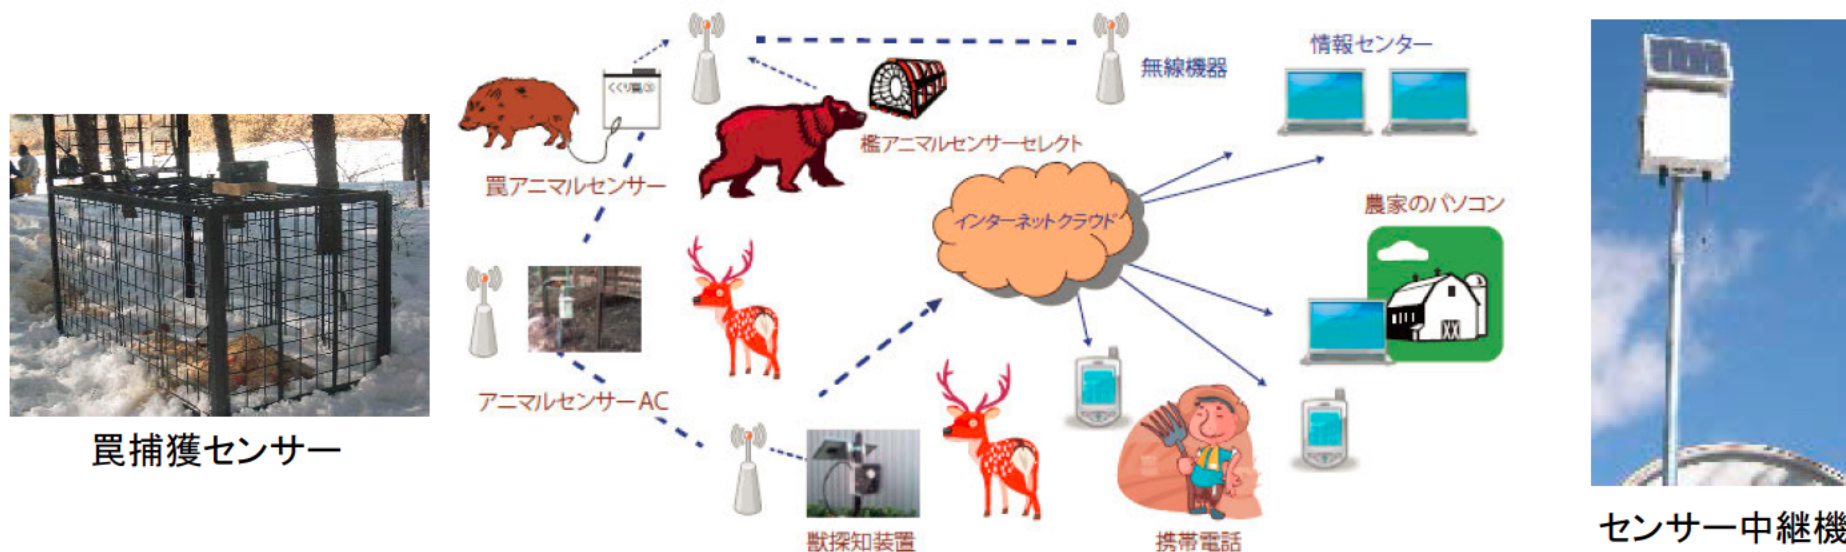 くくり罠③
無線機器
情報センター
檻アニマルセンサーセレクト
罠アニマルセンサー
農家のパソコン
インターネットクラウド
アニマルセンサー AC
罠捕獲センサー
獣探知装置
携帯電話
センサー中継機